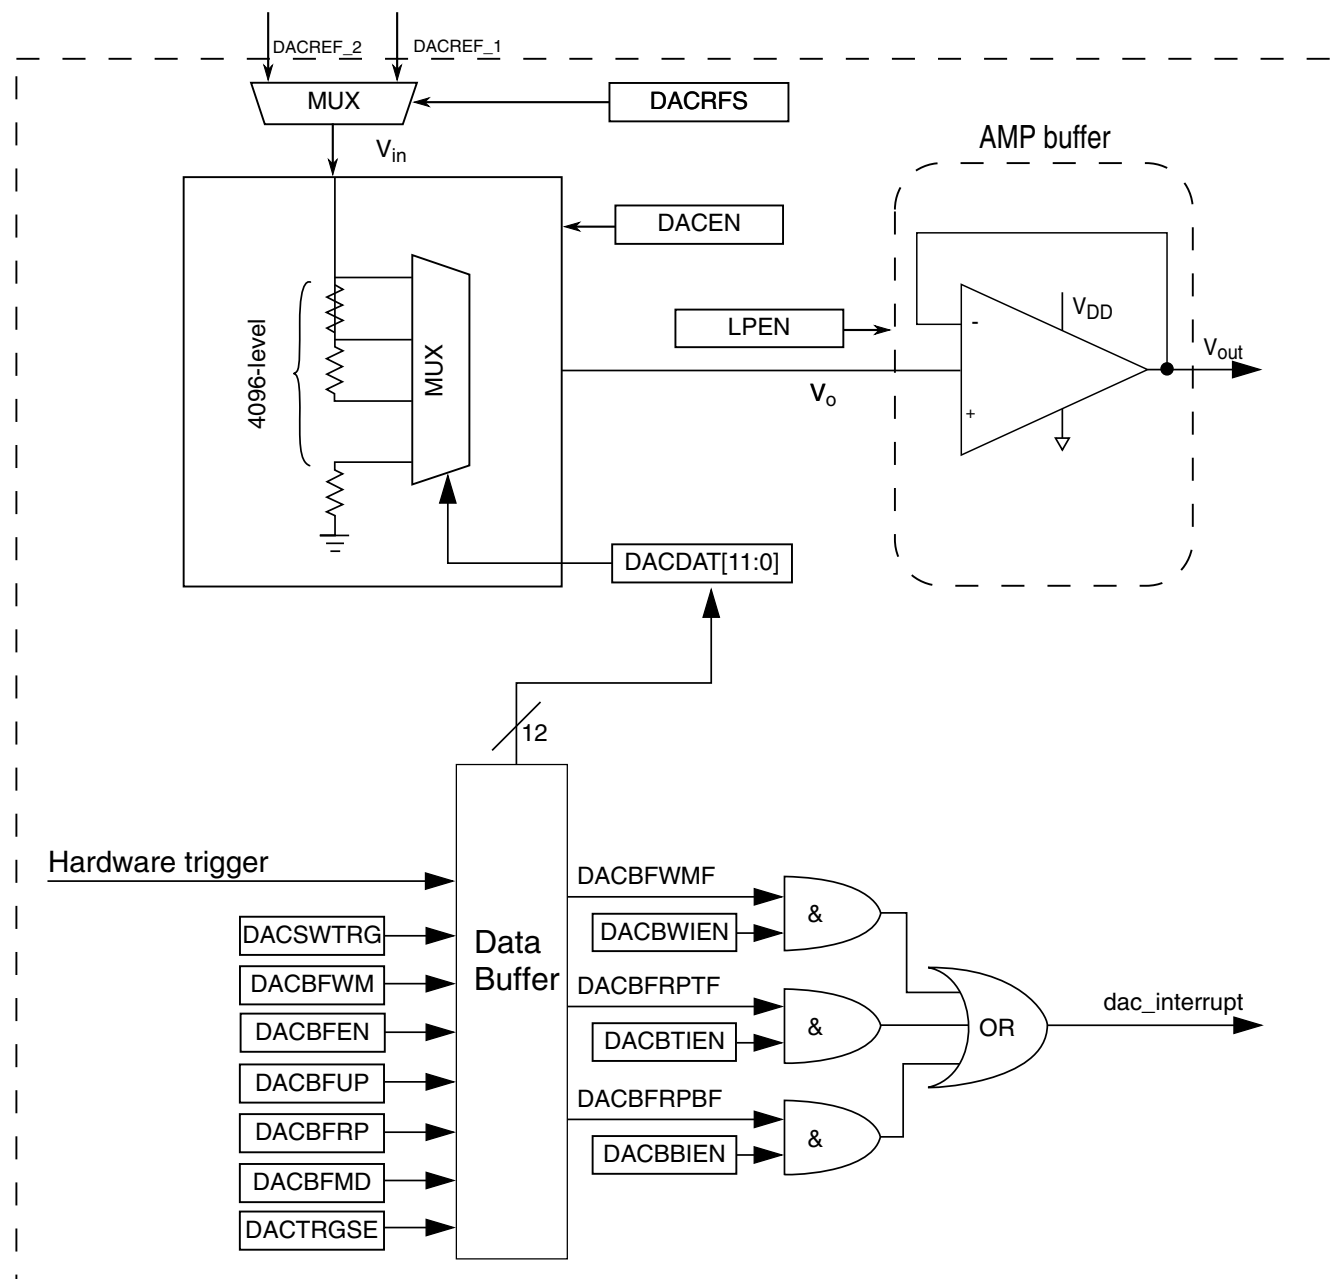 DACREF_2
DACREF_1
MUX
DACRFS
Vin
AMP buffer
DACEN
LPEN
VDD
-
+
Vout
4096-level
MUX
Vo
DACDAT[11:0]
12
Hardware trigger
DACSWTRG
DACBFWM
DACBFEN
DACBFUP
DACBFRP
DACBFMD
DACTRGSE
Data
Buffer
DACBFWMF
DACBWIEN
&
DACBFRPTF
DACBTIEN
&
DACBFRPBF
DACBBIEN
&
OR
dac_interrupt